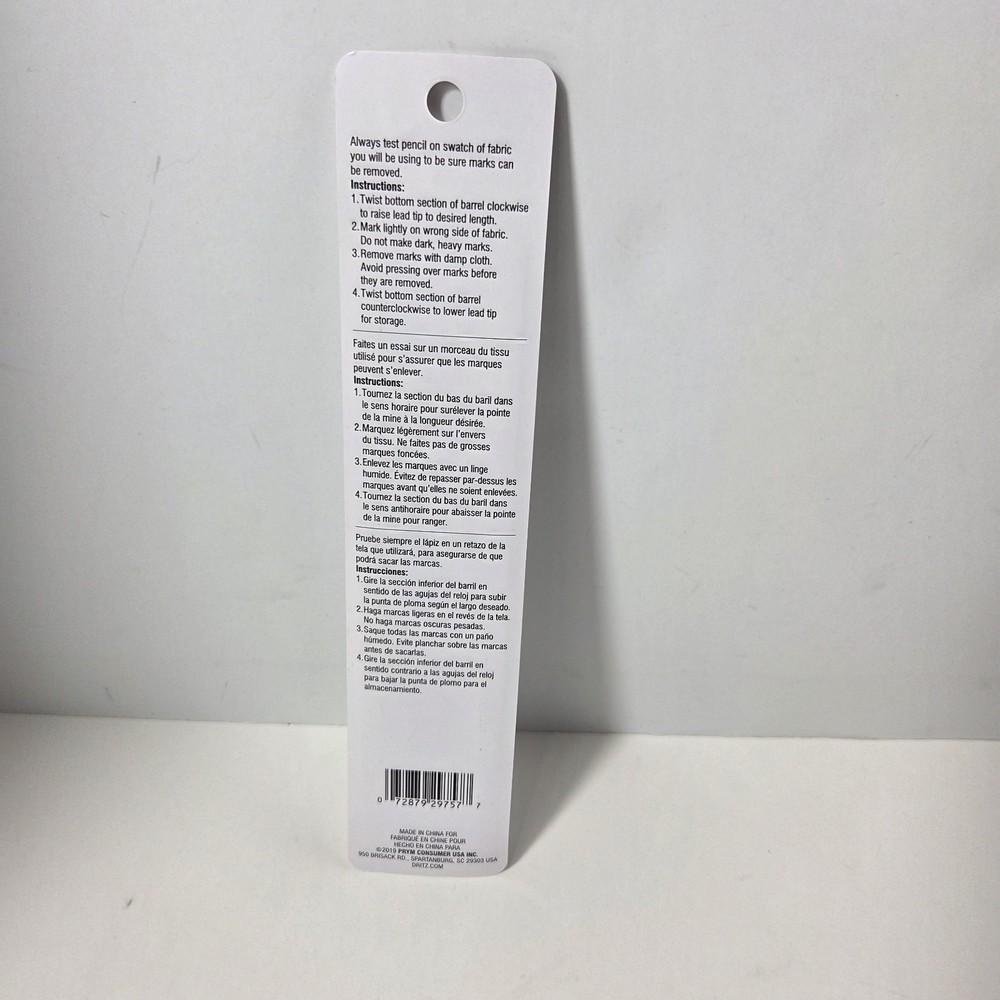 Always test pencil on swatch of fabric
you will be using to be sure marks can
be removed.
Instructions:
1.Twist bottom section of barrel clockwise
to raise lead tip to desired length.
2.Mark lightly on wrong side of fabric.
Do not make dark, heavy marks.
3.Remove marks with damp cloth.
Avoid pressing over marks before
they are removed.
4.Twist bottom section of barrel
counterclockwise to lower lead tip
for storage.
Faites un essai sur un morceau du tissu
utilisé pour s'assurer que les marques
peuvent s'enlever.
Instructions:
1.Tournez la section du bas du baril dans
le sens horaire pour surélever la pointe
de la mine à la longueur désirée.
2.Marquez légèrement sur l'envers
du tissu. Ne faites pas de grosses
marques foncées.
3.Enlevez les marques avec un linge
humide. Évitez de repasser par-dessus les
marques avant qu'elles ne soient enlevées.
4.Tournez la section du bas du baril dans
le sens antihoraire pour abaisser la pointe
de la mine pour ranger.
Pruebe siempre el lápiz en un retazo de la
tela que utilizará, para asegurarse de que
podrá sacar las marcas.
Instrucciones:
1.Gire la sección inferior del barril en
sentido de las agujas del reloj para subir
la punta de ploma según el largo deseado.
2.Haga marcas ligeras en el revés de la tela.
No haga marcas oscuras pesadas.
3.Saque todas las marcas con un paño
húmedo. Evite planchar sobre las marcas
antes de sacarlas.
4.Gire la sección inferior del barril en
sentido contrario a las agujas del reloj
para bajar la punta de plomo para el
almacenamiento.
0 72879 29757 7
MADE IN CHINA FOR
FABRIQUÉ EN CHINE POUR
HECHO EN CHINA PARA
©2019 PRYM CONSUMER USA INC.
950 BRISACK RD., SPARTANBURG, SC 29303 USA
DRITZ.COM